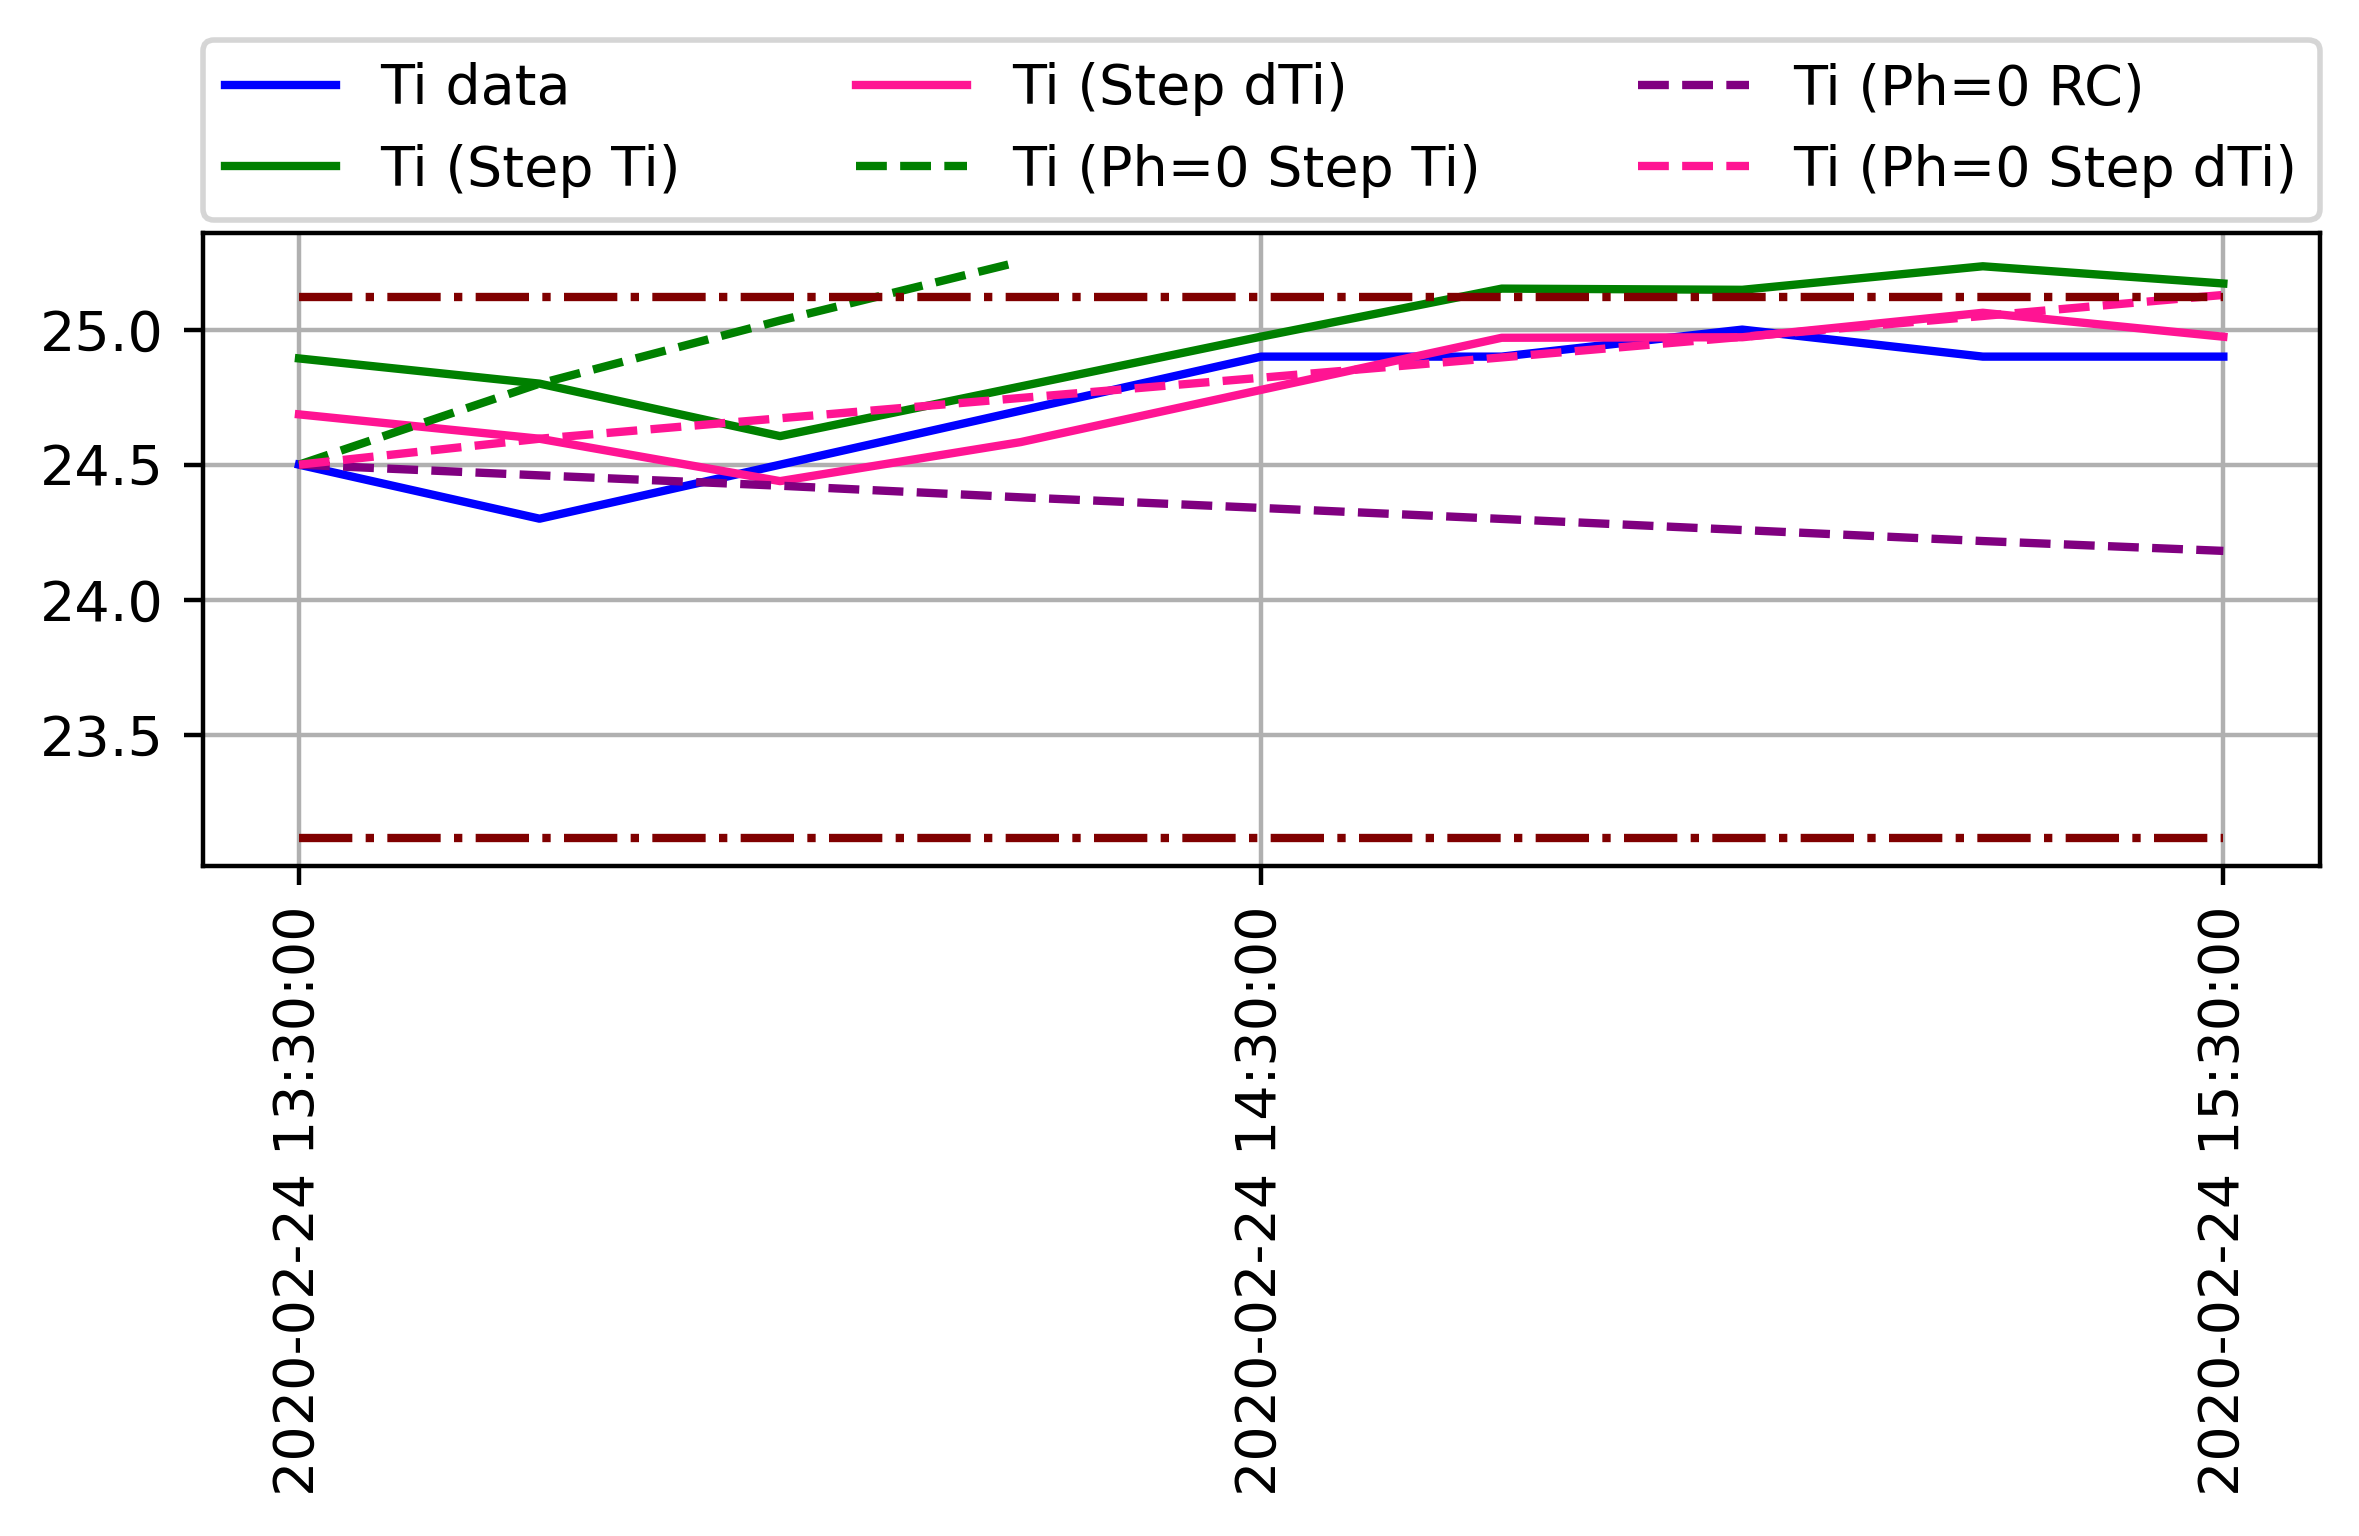 Ti data
Ti (Step Ti)
Ti (Step dTi)
Ti (Ph=0 Step Ti)
Ti (Ph=0 RC)
Ti (Ph=0 Step dTi)
25.0
24.5
24.0
23.5
2020-02-24 13:30:00
2020-02-24 14:30:00
2020-02-24 15:30:00